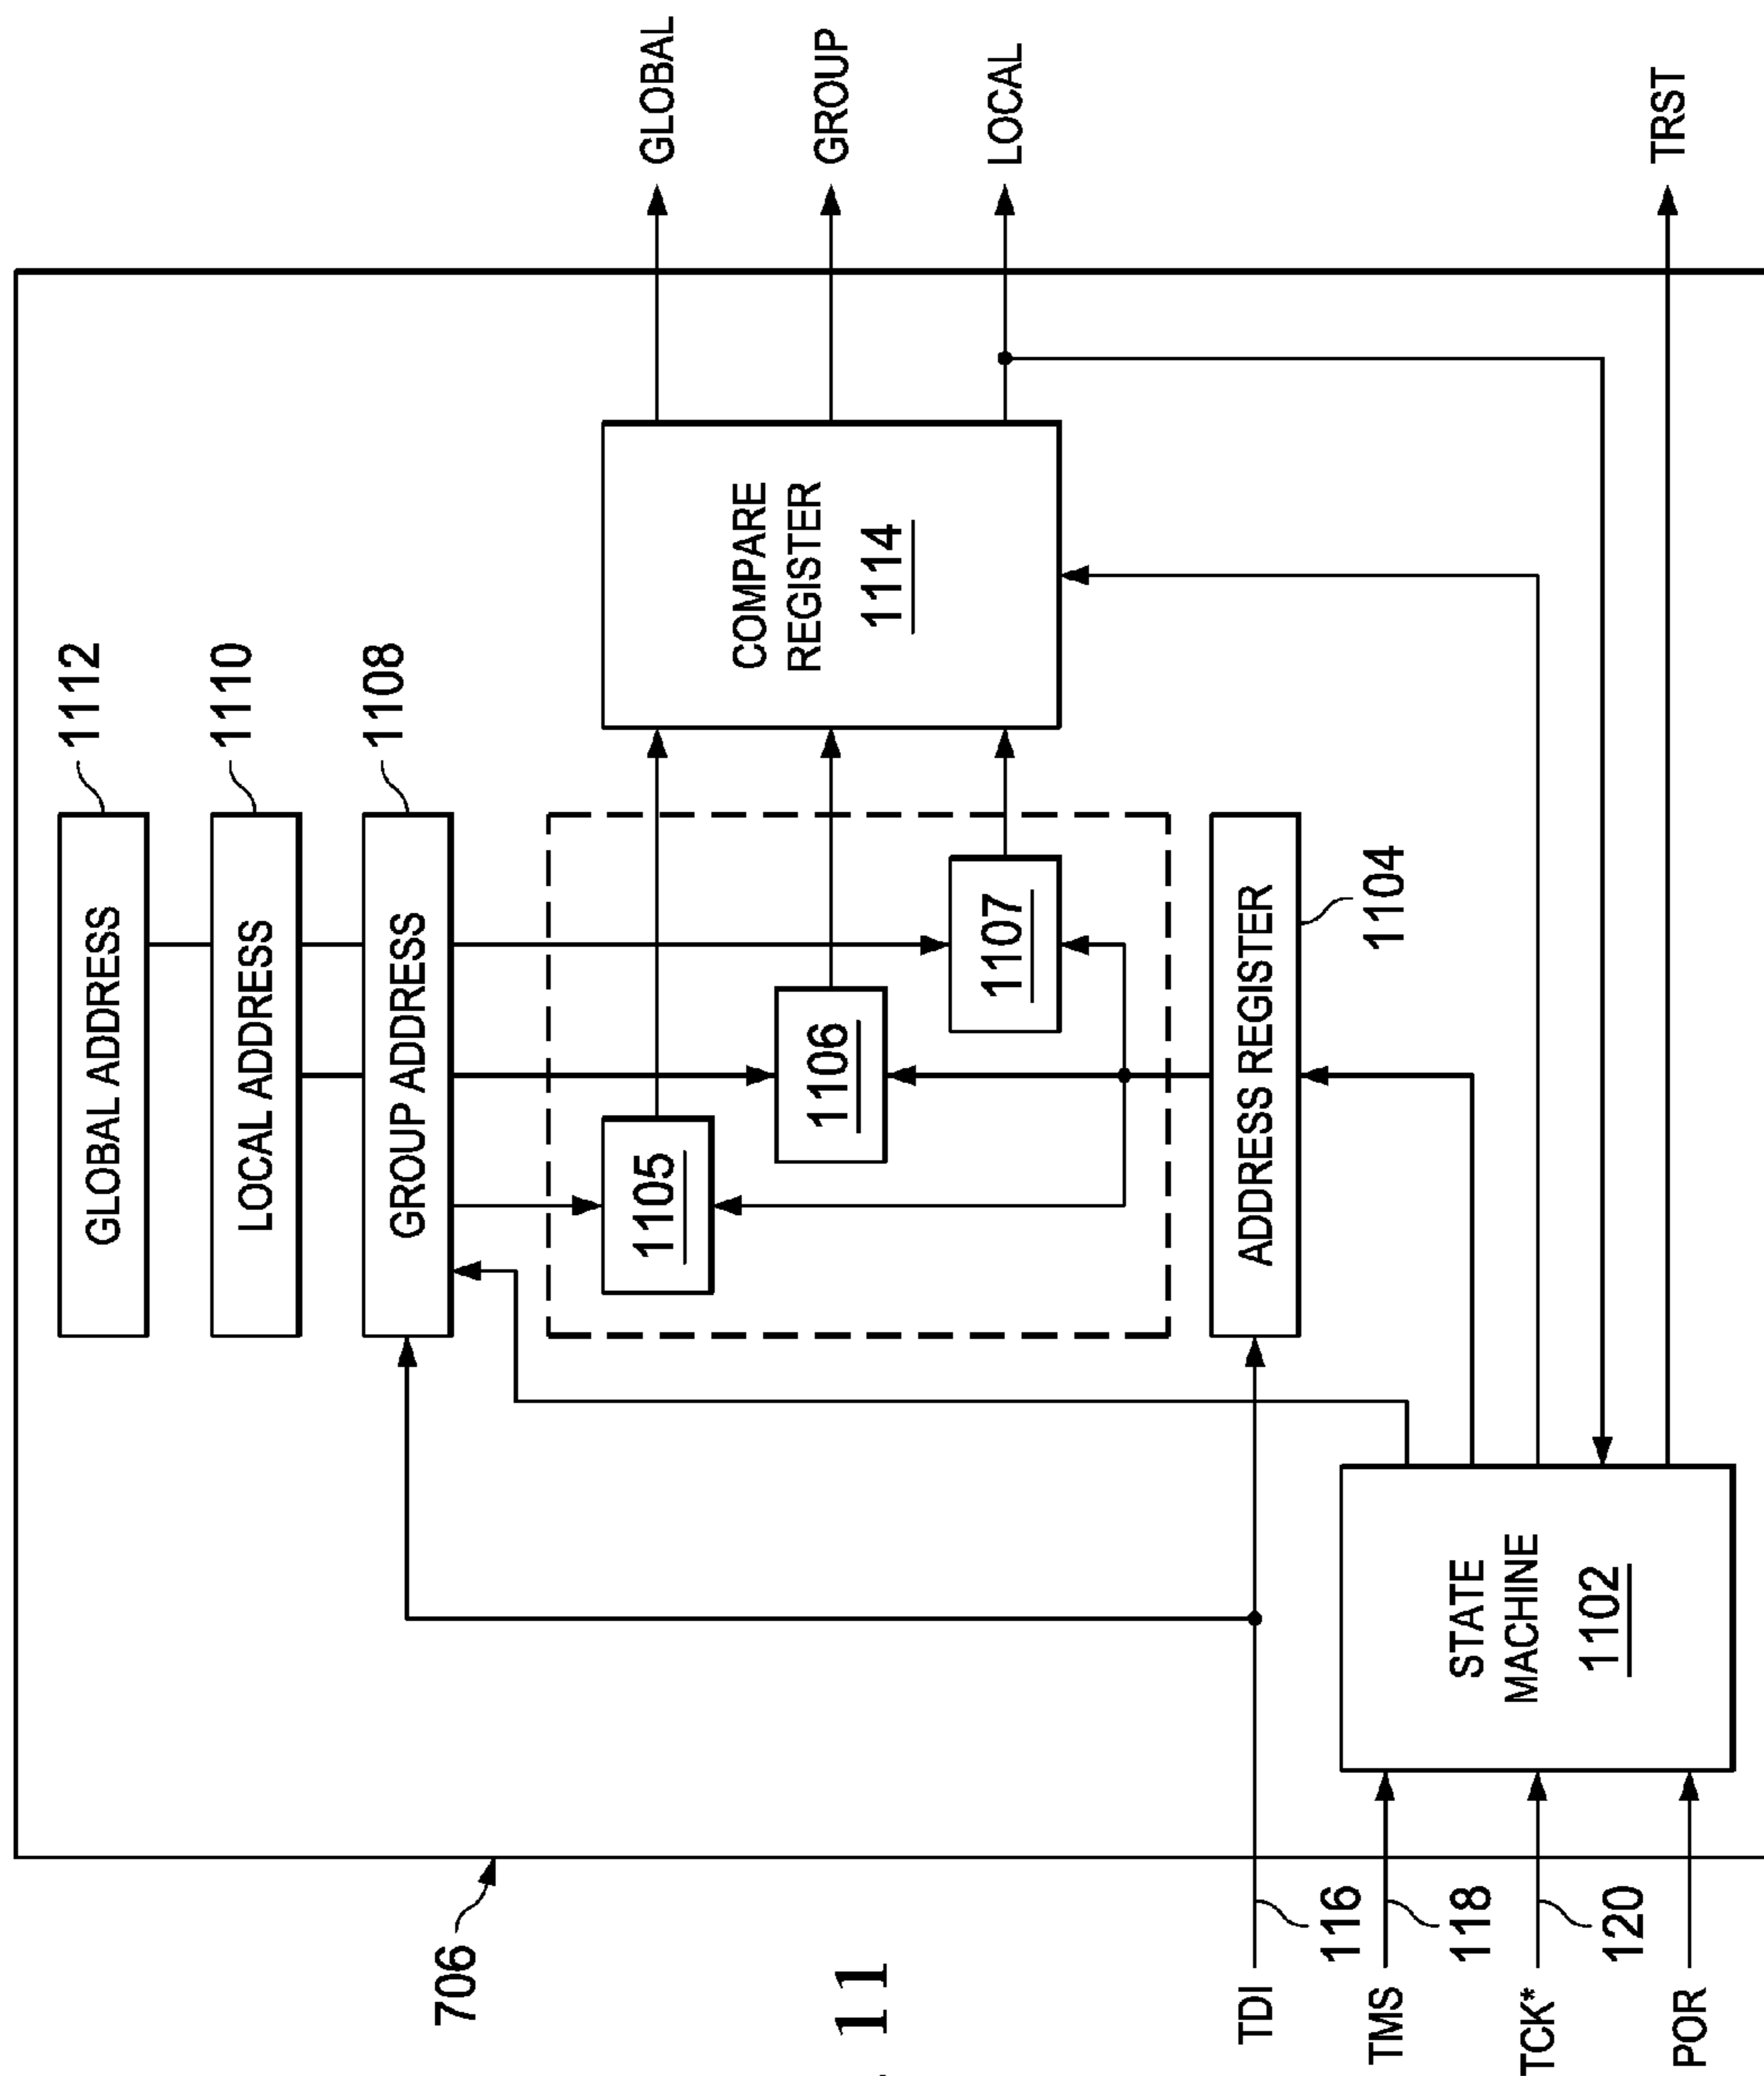 GLOBAL ADDRESS
1112
LOCAL ADDRESS
1110
GROUP ADDRESS
1108
1105
1106
1107
ADDRESS REGISTER
1104
COMPARE
REGISTER
1114
GLOBAL
GROUP
LOCAL
TRST
STATE
MACHINE
1102
706
TDI
116
TMS
118
TCK*
120
POR
11